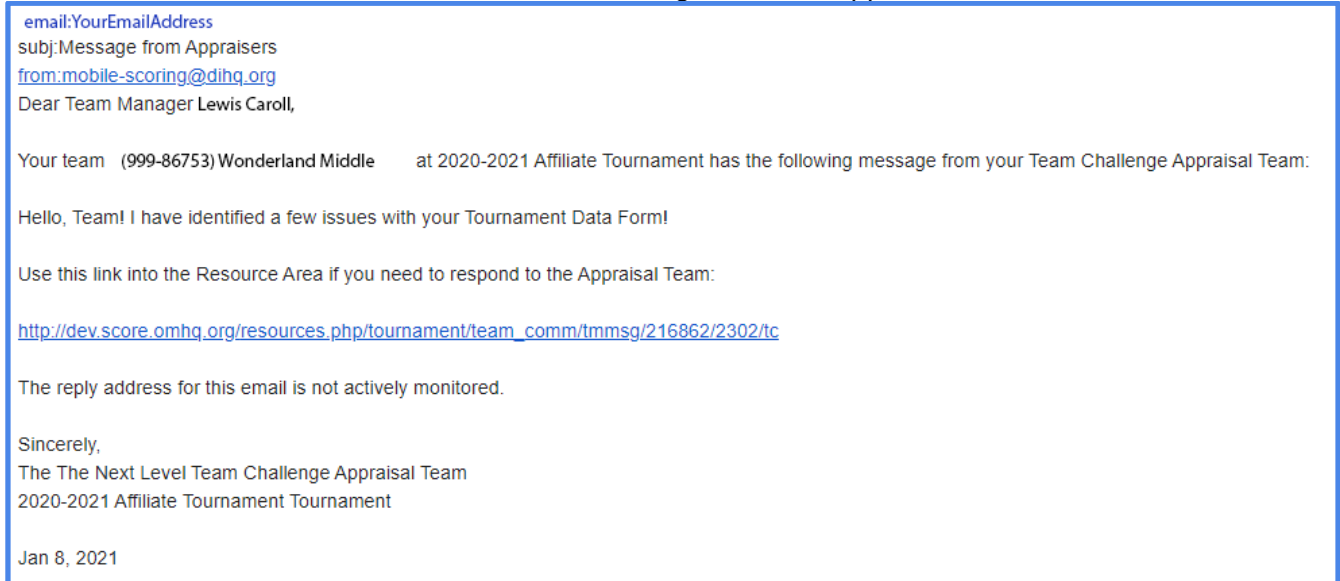 email:YourEmailAddress
subj:Message from Appraisers
from:mobile-scoring@dihq.org
Dear Team Manager Lewis Caroll,
Your team (999-86753) Wonderland Middle at 2020-2021 Affiliate Tournament has the following message from your Team Challenge Appraisal Team:
Hello, Team! I have identified a few issues with your Tournament Data Form!
Use this link into the Resource Area if you need to respond to the Appraisal Team:
http://dev.score.omhq.org/resources.php/tournament/team_comm/tmmsg/216862/2302/tc
The reply address for this email is not actively monitored.
Sincerely,
The The Next Level Team Challenge Appraisal Team
2020-2021 Affiliate Tournament Tournament
Jan 8, 2021